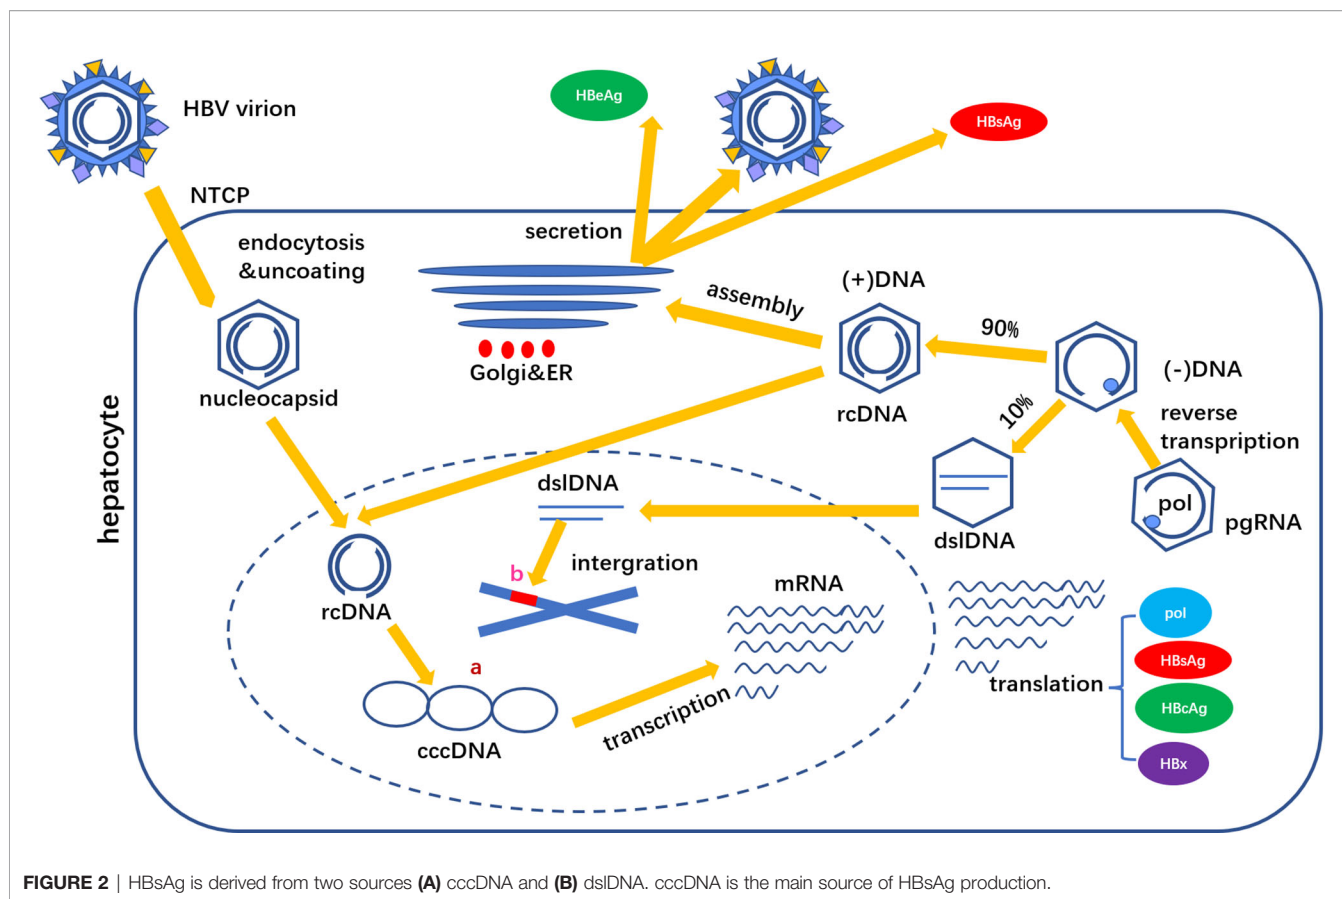 HBV virion
NTCP
HBeAg
HBsAg
endocytosis
&uncoating
secretion
nucleocapsid
Golgi&ER
assembly
(+)DNA
rcDNA
90%
10%
(-)DNA
reverse
transpription
pol
pgRNA
dslDNA
hepatocyte
dslDNA
intergration
b
rcDNA
a
cccDNA
transcription
mRNA
translation
pol
HBsAg
HBcAg
HBx
FIGURE 2 | HBsAg is derived from two sources (A) cccDNA and (B) dslDNA. cccDNA is the main source of HBsAg production.